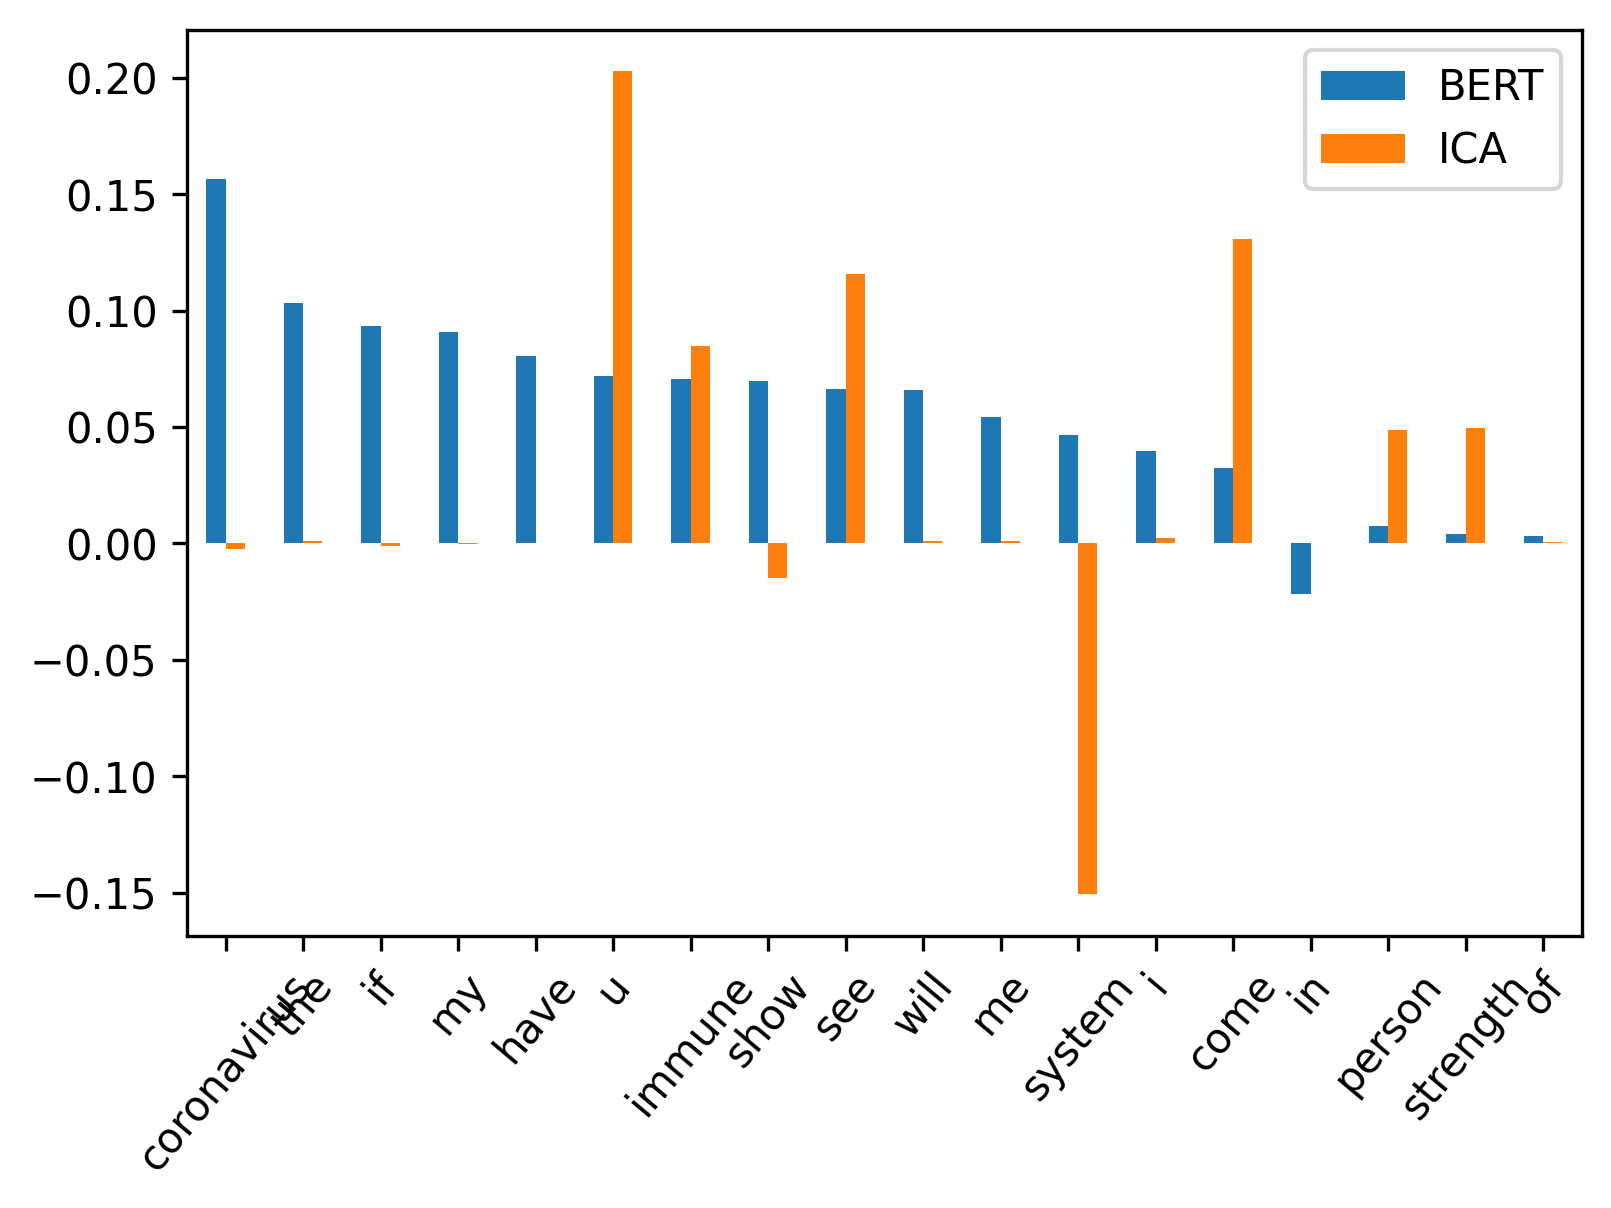 0.20
0.15
0.10
0.05
0.00
−0.05
−0.10
−0.15
BERT
ICA
coronavirus
the
if
my
have
u
immune
show
see
will
me
system
i
come
in
person
strength
of